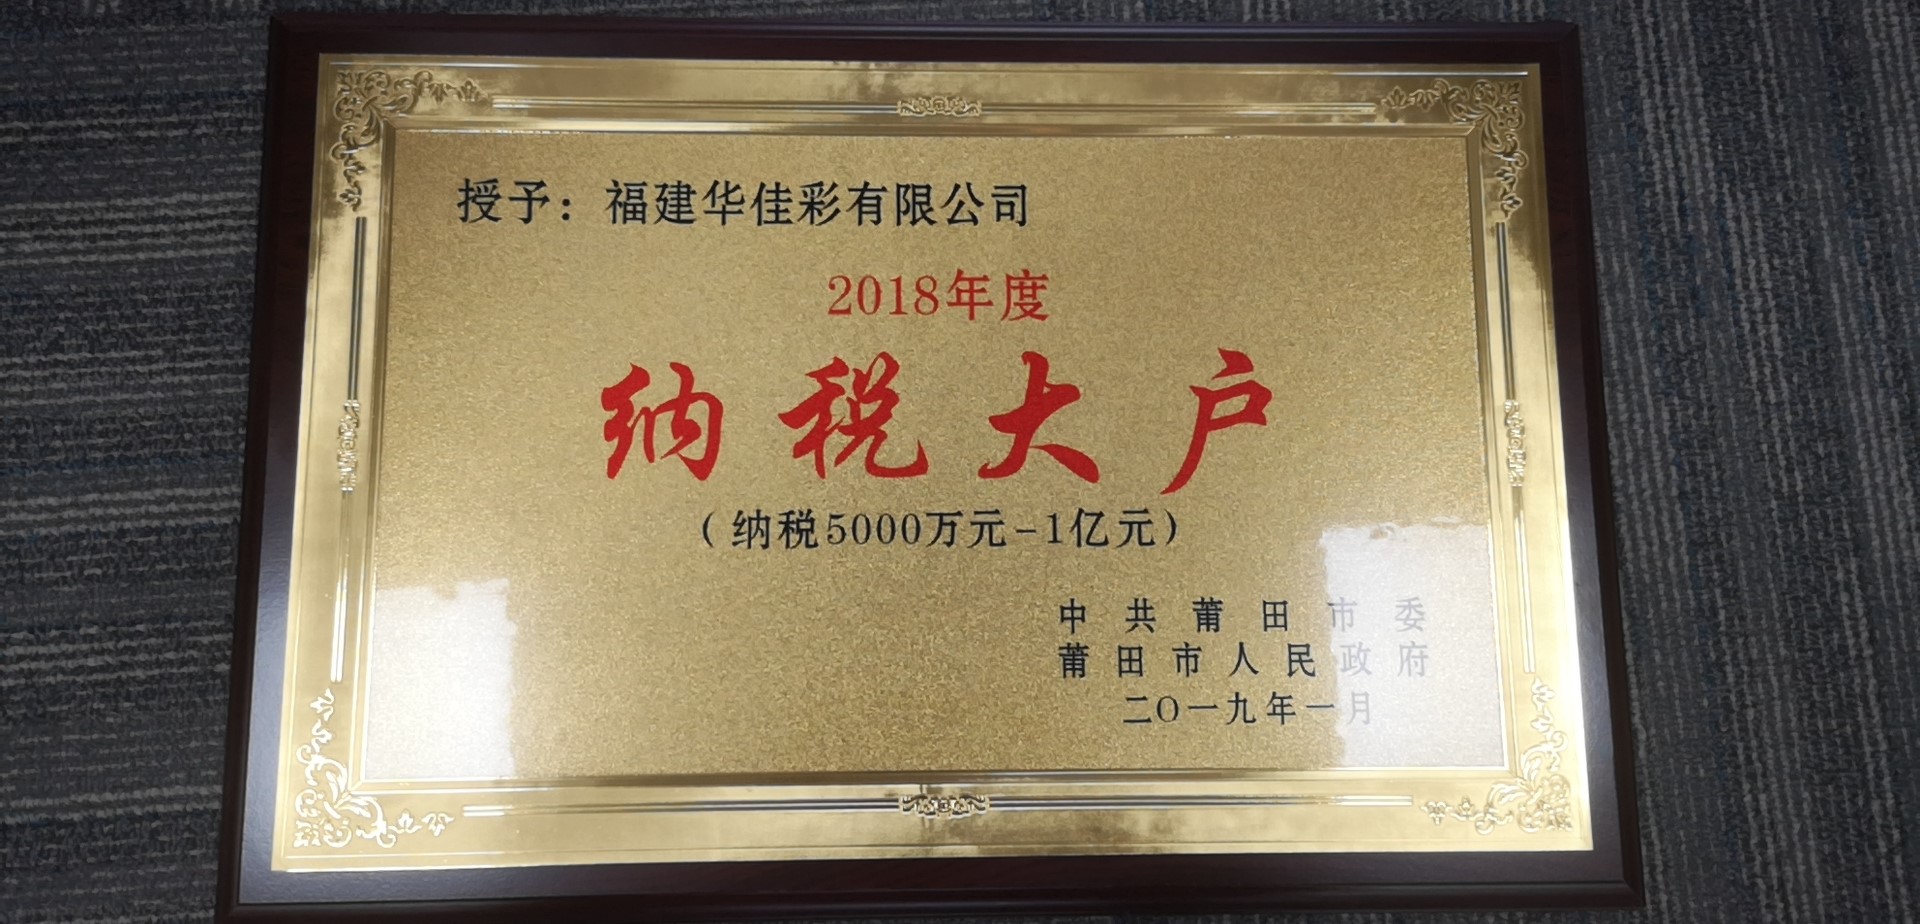 授予：福建华佳彩有限公司
2018年度
纳税大户
（纳税5000万元-1亿元）
中共莆田市委
莆田市人民政府
二〇一九年一月